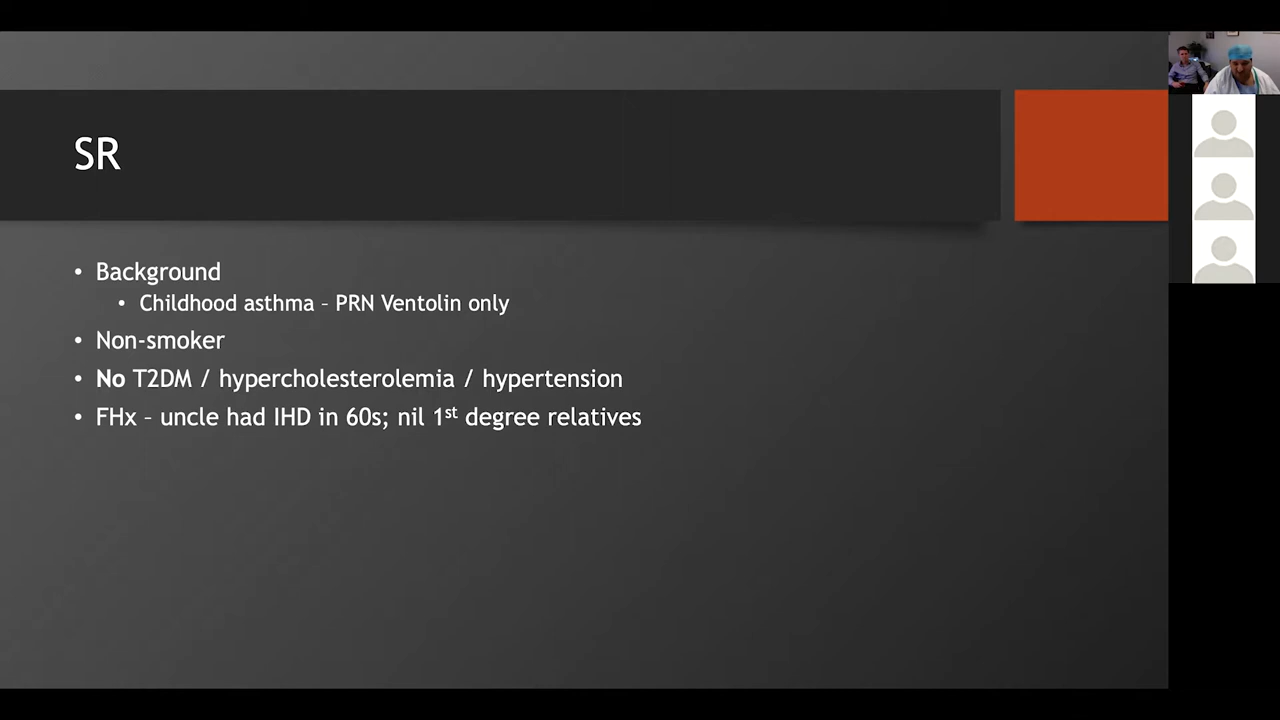 SR
• Background
• Childhood asthma – PRN Ventolin only
• Non-smoker
• No T2DM / hypercholesterolemia / hypertension
• FHx – uncle had IHD in 60s; nil 1st degree relatives